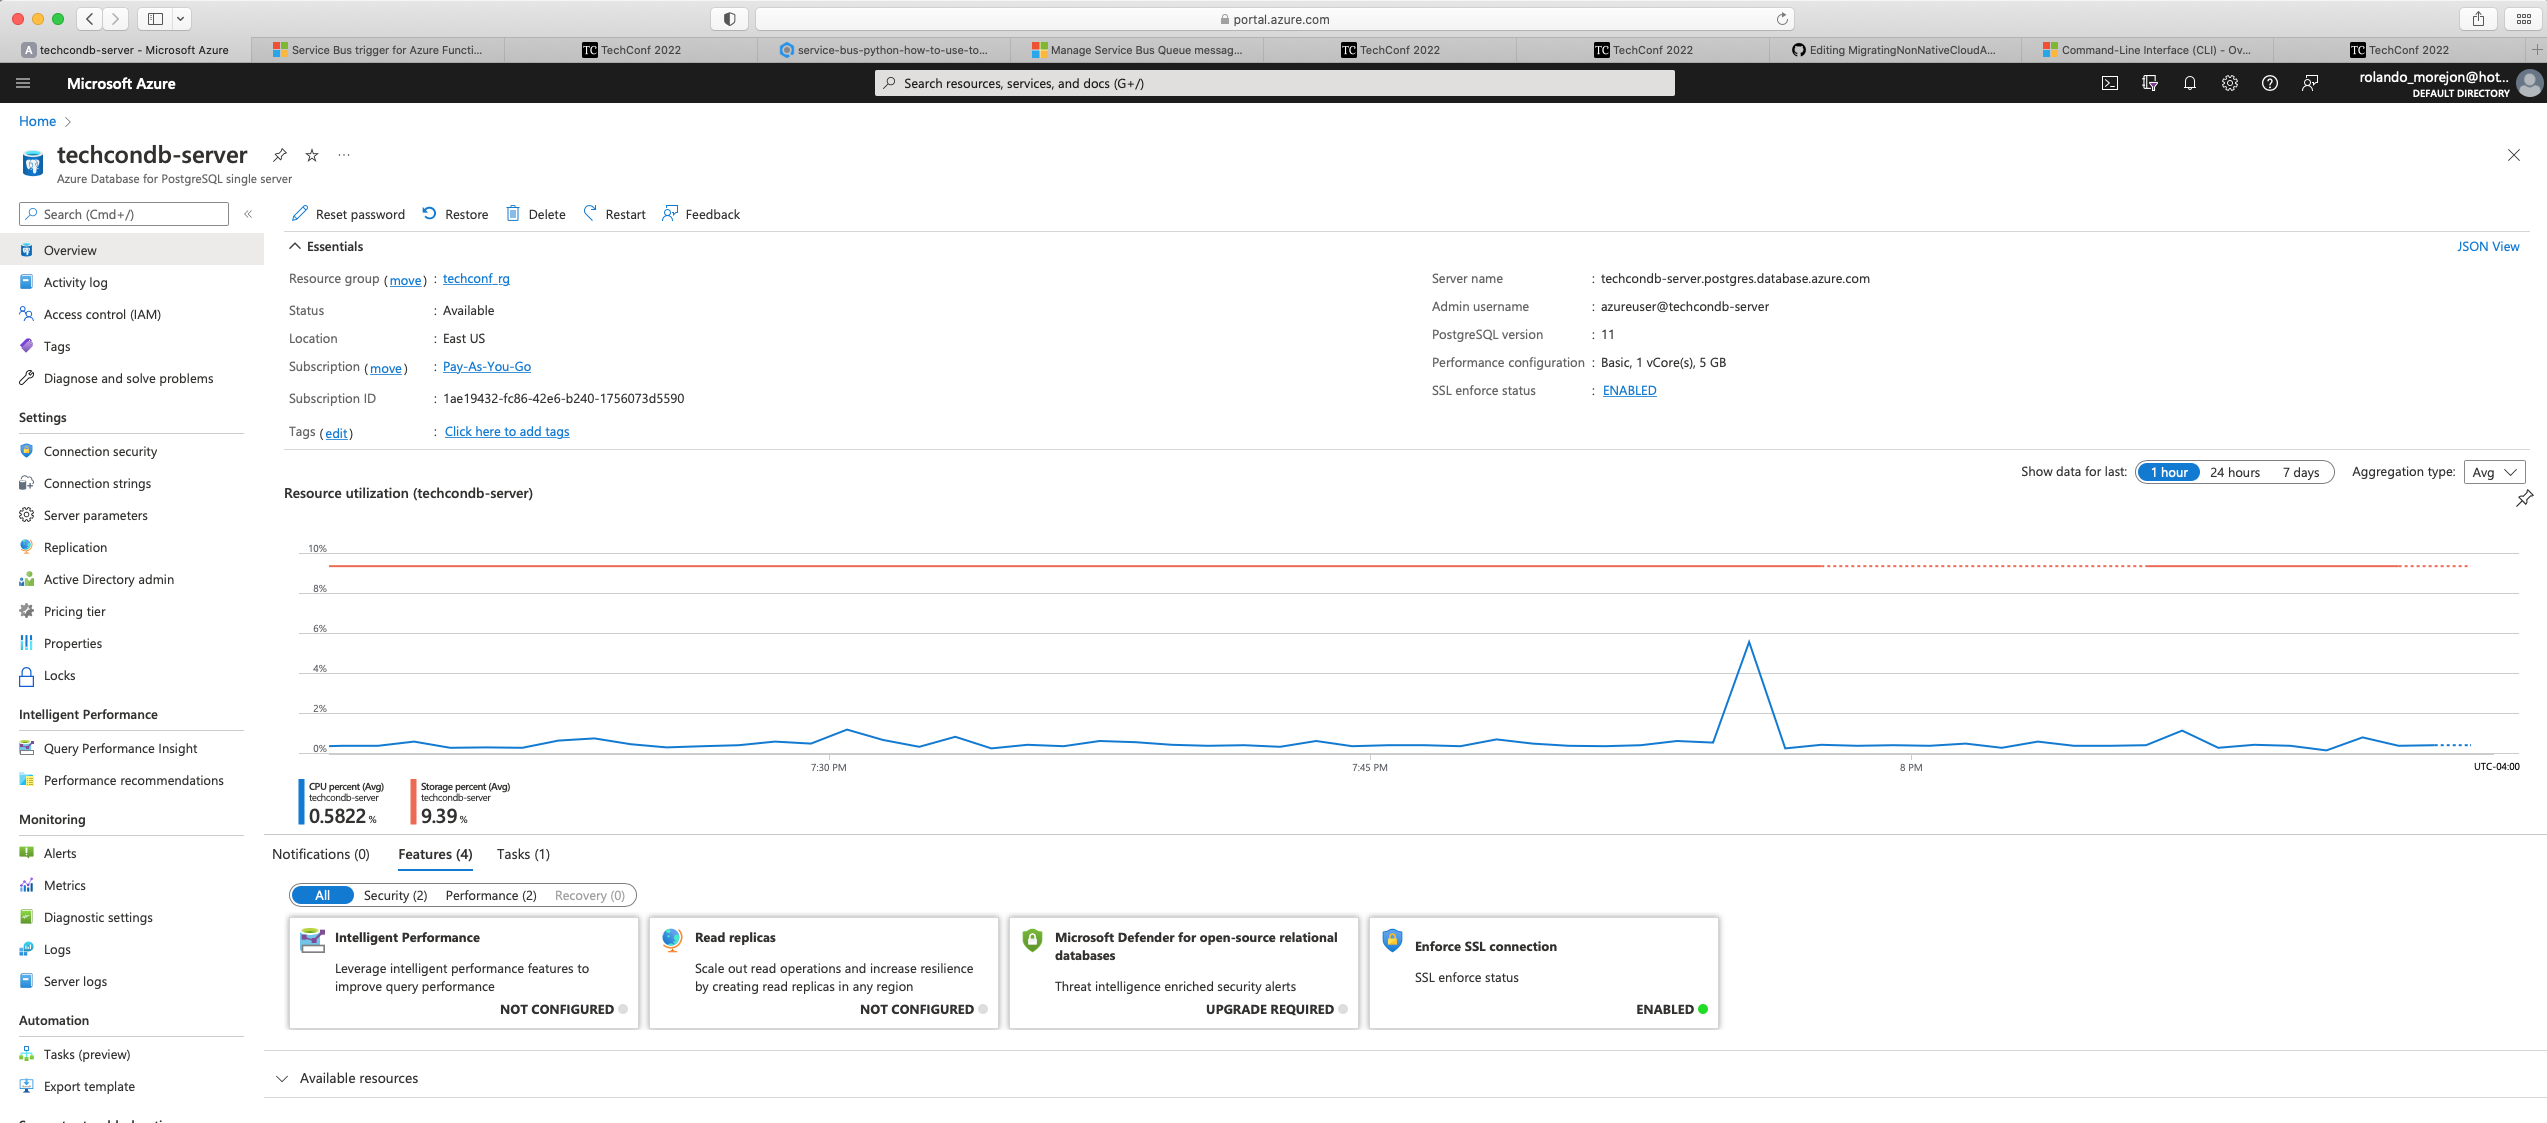 portal.azure.com
A techcondb-server - Microsoft Azure
Service Bus trigger for Azure Functi...
TC TechConf 2022
service-bus-python-how-to-use-to...
Manage Service Bus Queue messag...
TC TechConf 2022
TC TechConf 2022
Editing MigratingNonNativeCloudA...
Command-Line Interface (CLI) - Ov...
TC TechConf 2022
Microsoft Azure
Search resources, services, and docs (G+/)
rolando_morejon@hot...
DEFAULT DIRECTORY
Home
techcondb-server
Azure Database for PostgreSQL single server
Search (Cmd+/)
Overview
Activity log
Access control (IAM)
Tags
Diagnose and solve problems
Settings
Connection security
Connection strings
Server parameters
Replication
Active Directory admin
Pricing tier
Properties
Locks
Intelligent Performance
Query Performance Insight
Performance recommendations
Monitoring
Alerts
Metrics
Diagnostic settings
Logs
Server logs
Automation
Tasks (preview)
Export template
Reset password
Restore
Delete
Restart
Feedback
Essentials
JSON View
Resource group (move) : techconf_rg
Status : Available
Location : East US
Subscription (move) : Pay-As-You-Go
Subscription ID : 1ae19432-fc86-42e6-b240-1756073d5590
Tags (edit) : Click here to add tags
Server name : techcondb-server.postgres.database.azure.com
Admin username : azureuser@techcondb-server
PostgreSQL version : 11
Performance configuration : Basic, 1 vCore(s), 5 GB
SSL enforce status : ENABLED
Show data for last: 1 hour 24 hours 7 days Aggregation type: Avg
Resource utilization (techcondb-server)
10%
8%
6%
4%
2%
0%
7:30 PM
7:45 PM
8 PM
UTC-04:00
CPU percent (Avg)
techcondb-server
0.5822 %
Storage percent (Avg)
techcondb-server
9.39 %
Notifications (0)
Features (4)
Tasks (1)
All
Security (2)
Performance (2)
Recovery (0)
Intelligent Performance
Leverage intelligent performance features to
improve query performance
NOT CONFIGURED
Read replicas
Scale out read operations and increase resilience
by creating read replicas in any region
NOT CONFIGURED
Microsoft Defender for open-source relational
databases
Threat intelligence enriched security alerts
UPGRADE REQUIRED
Enforce SSL connection
SSL enforce status
ENABLED
Available resources